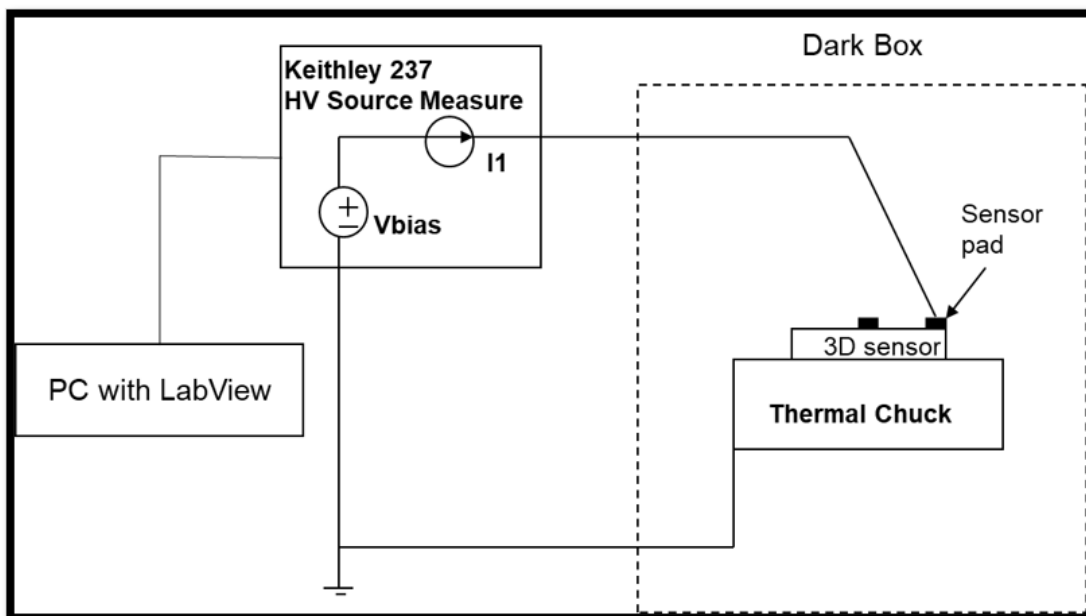 Dark Box
Keithley 237
HV Source Measure
I1
Vbias
Sensor
pad
3D sensor
PC with LabView
Thermal Chuck